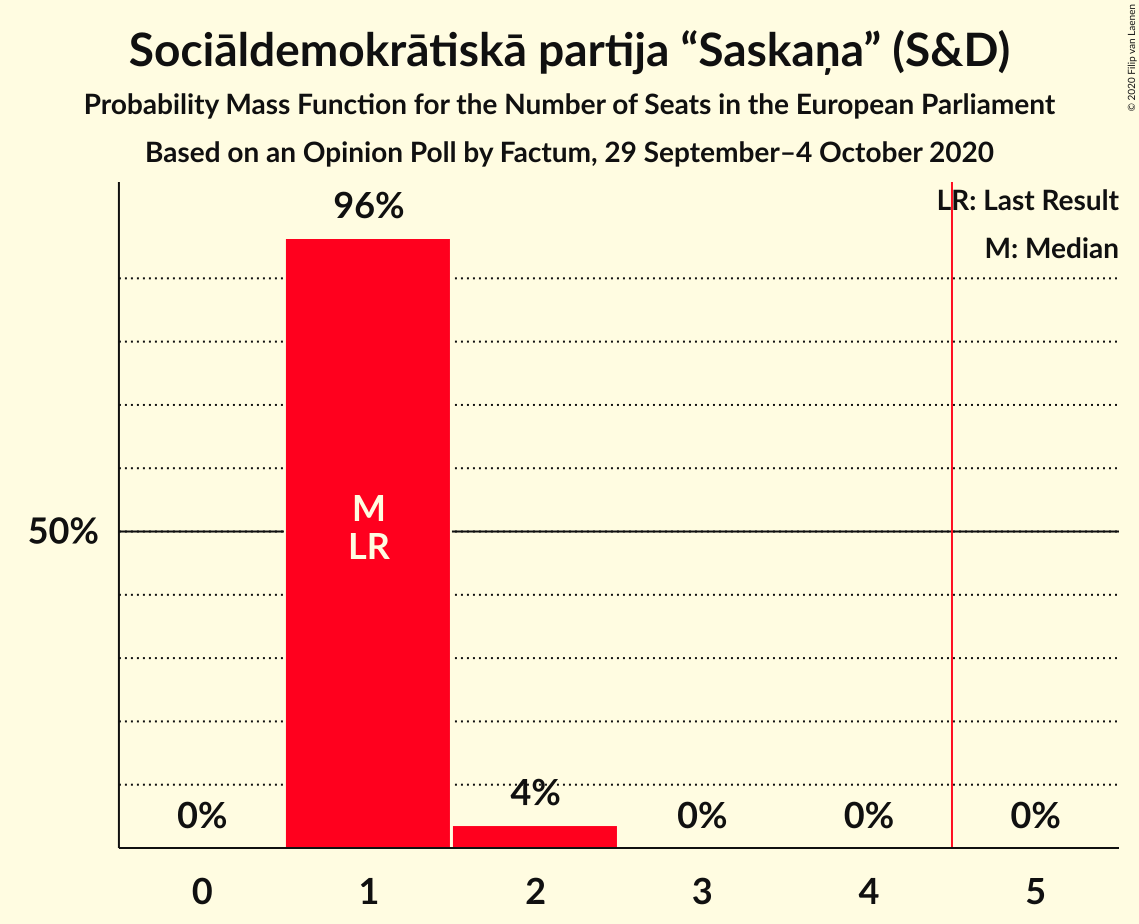 Sociāldemokrātiskā partija “Saskaņa” (S&D)
Probability Mass Function for the Number of Seats in the European Parliament
Based on an Opinion Poll by Factum, 29 September–4 October 2020
© 2020 Filip van Laenen
LR: Last Result
M: Median
96%
M
LR
50%
4%
0%
0%
0%
0%
0
1
2
3
4
5